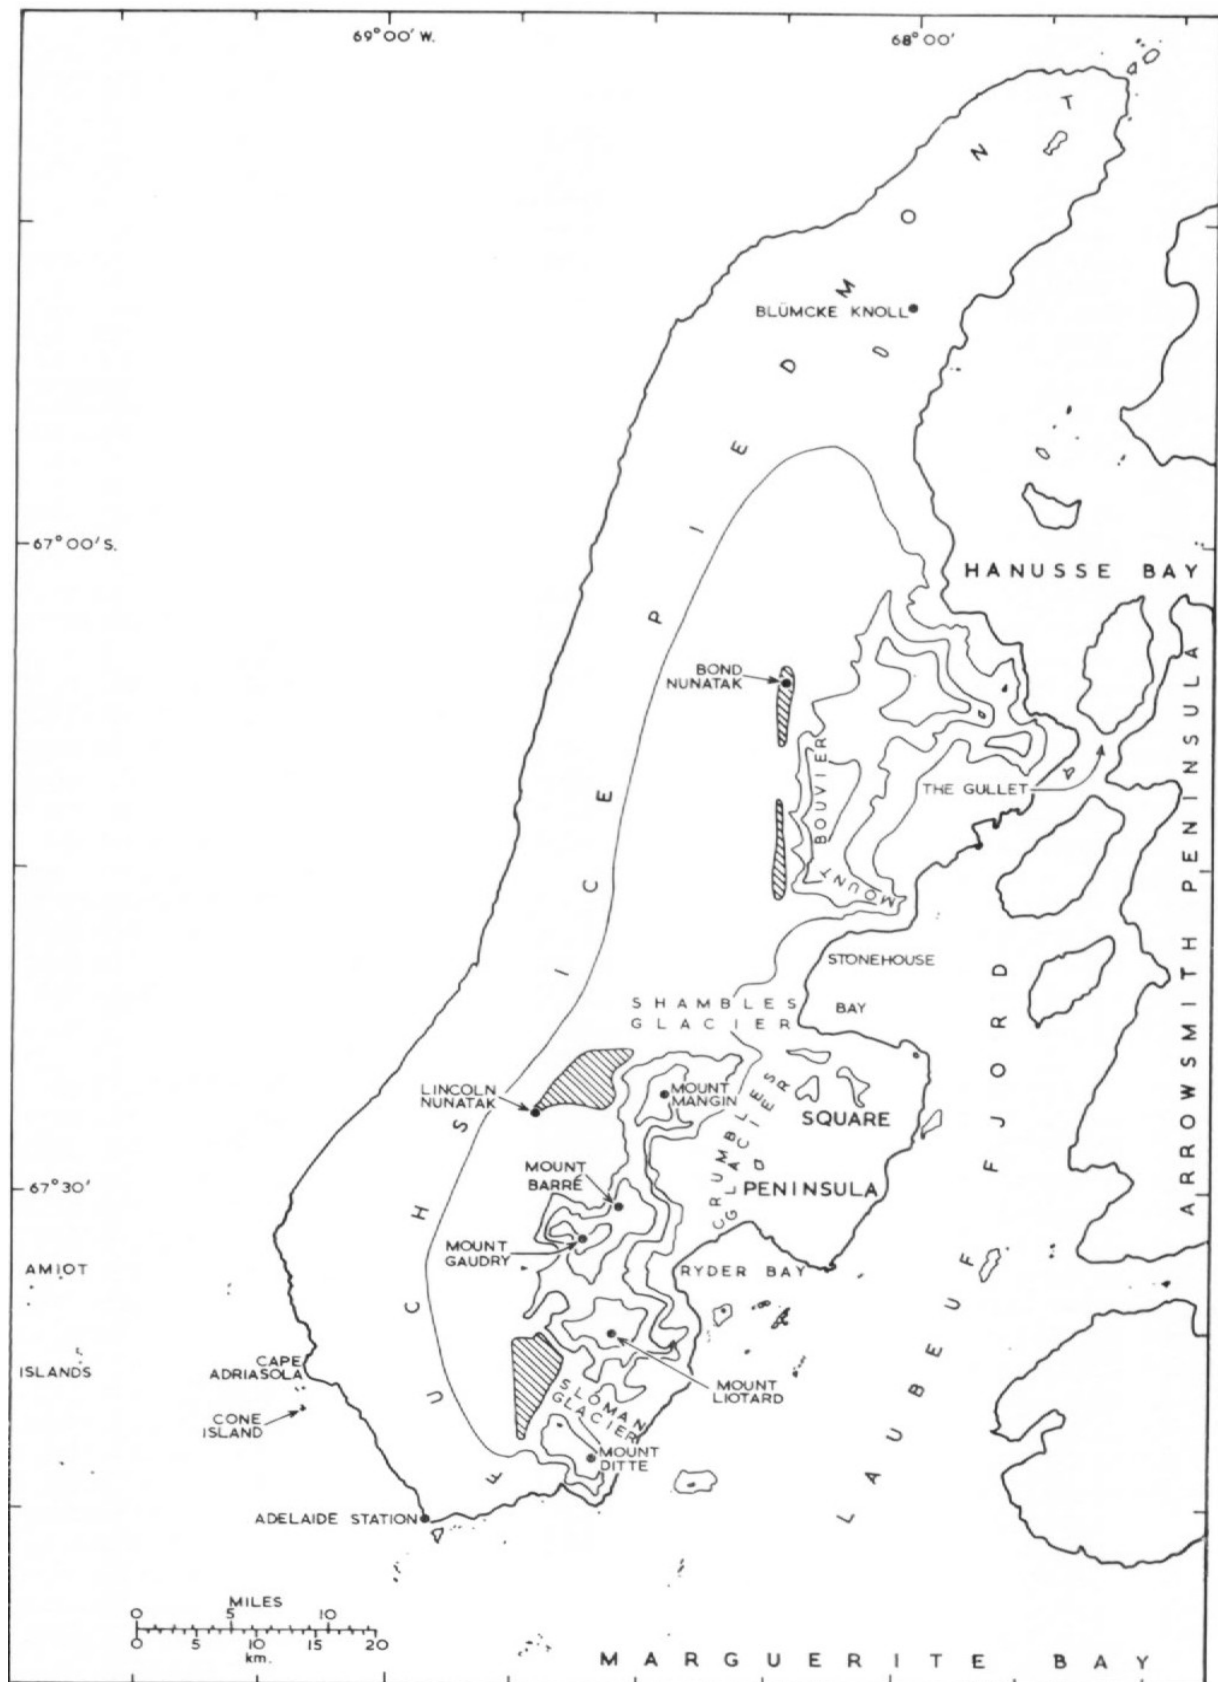 69°00' W.
68°00'
FUCHS ICE PIEDMONT
BLÜMCKE KNOLL
67°00'S.
HANUSSE BAY
BOND
NUNATAK
MOUNT BOUVIER
THE GULLET
ARROWSMITH PENINSULA
STONEHOUSE
BAY
SHAMBLES
GLACIER
LINCOLN
NUNATAK
MOUNT
MANGIN
SQUARE
PENINSULA
CRUMBLES
GLACIER
LAUBEUF FJORD
67°30'
MOUNT
BARRÉ
MOUNT
GAUDRY
RYDER BAY
AMIOT
ISLANDS
CAPE
ADRIASOLA
CONE
ISLAND
MOUNT
LIOTARD
SLOMAN
GLACIER
MOUNT
DITTE
ADELAIDE STATION
MILES
0 5 10
0 5 10 15 20
km.
MARGUERITE BAY